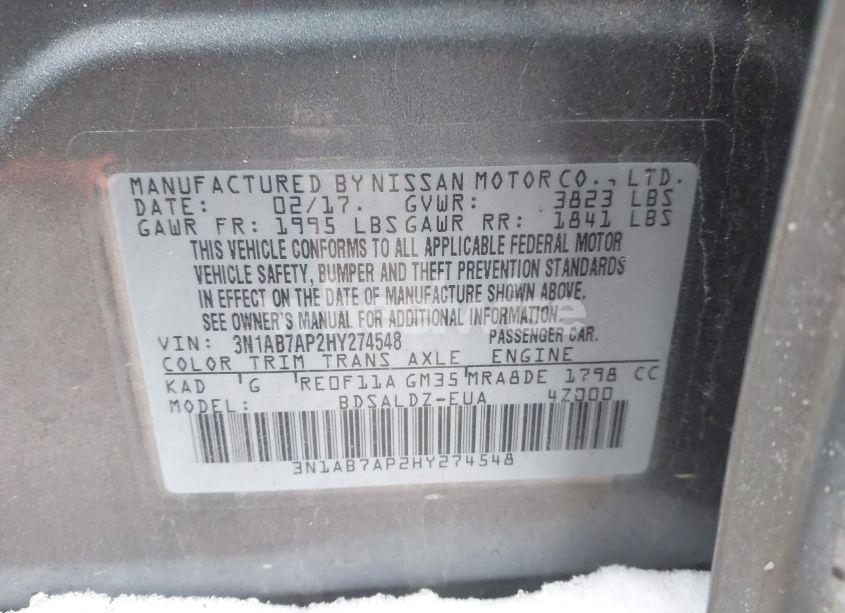 MANUFACTURED BY NISSAN MOTOR CO., LTD.
DATE: 02/17. GVWR: 3823 LBS
GAWR FR: 1995 LBS GAWR RR: 1841 LBS
THIS VEHICLE CONFORMS TO ALL APPLICABLE FEDERAL MOTOR
VEHICLE SAFETY, BUMPER AND THEFT PREVENTION STANDARDS
IN EFFECT ON THE DATE OF MANUFACTURE SHOWN ABOVE.
SEE OWNER'S MANUAL FOR ADDITIONAL INFORMATION.
VIN: 3N1AB7AP2HY274548 PASSENGER CAR.
COLOR TRIM TRANS AXLE ENGINE
KAD G RE0F11A GM35 MRA8DE 1798 CC
MODEL: BDSALDZ-EUA 4Z000
3N1AB7AP2HY274548